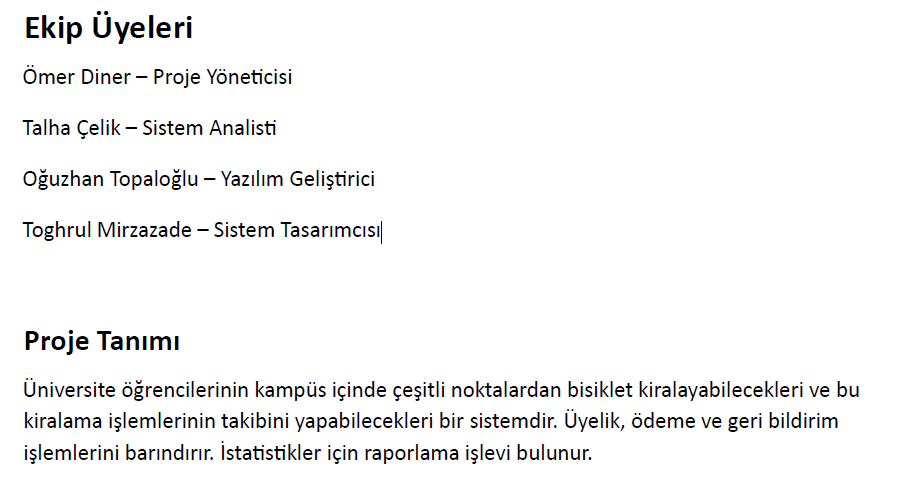 Ekip Üyeleri
Ömer Diner – Proje Yöneticisi
Talha Çelik – Sistem Analisti
Oğuzhan Topaloğlu – Yazılım Geliştirici
Toghrul Mirzazade – Sistem Tasarımcısı
Proje Tanımı
Üniversite öğrencilerinin kampüs içinde çeşitli noktalardan bisiklet kiralayabilecekleri ve bu
kiralama işlemlerinin takibini yapabilecekleri bir sistemdir. Üyelik, ödeme ve geri bildirim
işlemlerini barındırır. İstatistikler için raporlama işlevi bulunur.